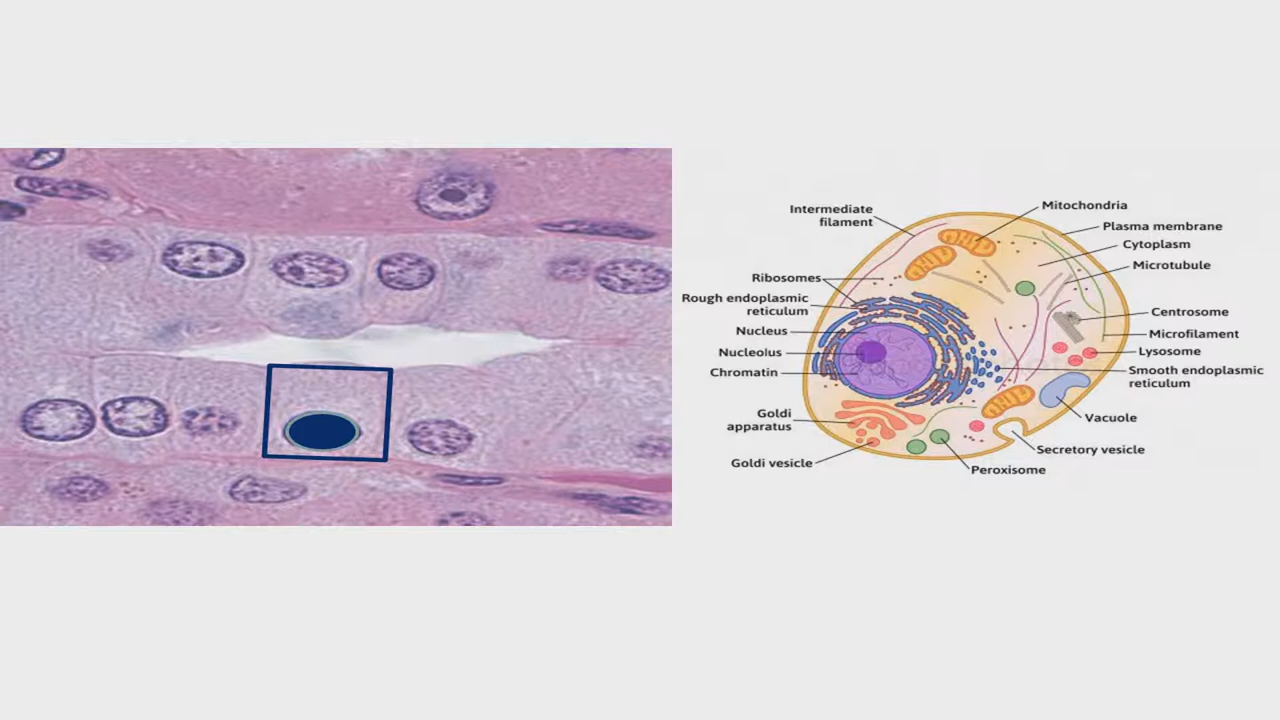 Intermediate
filament
Mitochondria
Plasma membrane
Cytoplasm
Microtubule
Ribosomes
Rough endoplasmic
reticulum
Nucleus
Nucleolus
Chromatin
Goldi
apparatus
Goldi vesicle
Centrosome
Microfilament
Lysosome
Smooth endoplasmic
reticulum
Vacuole
Secretory vesicle
Peroxisome